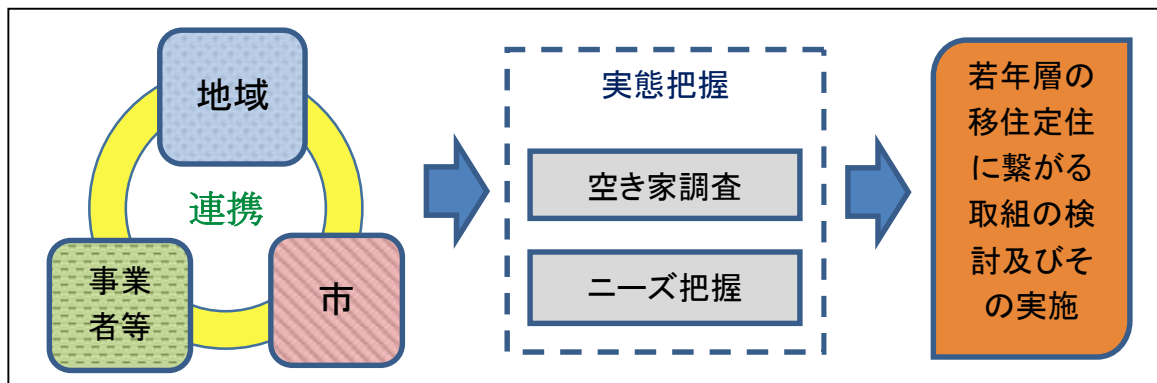 地域
連携
事業
者等
市
実態把握
空き家調査
ニーズ把握
若年層の
移住定住
に繋がる
取組の検
討及びそ
の実施